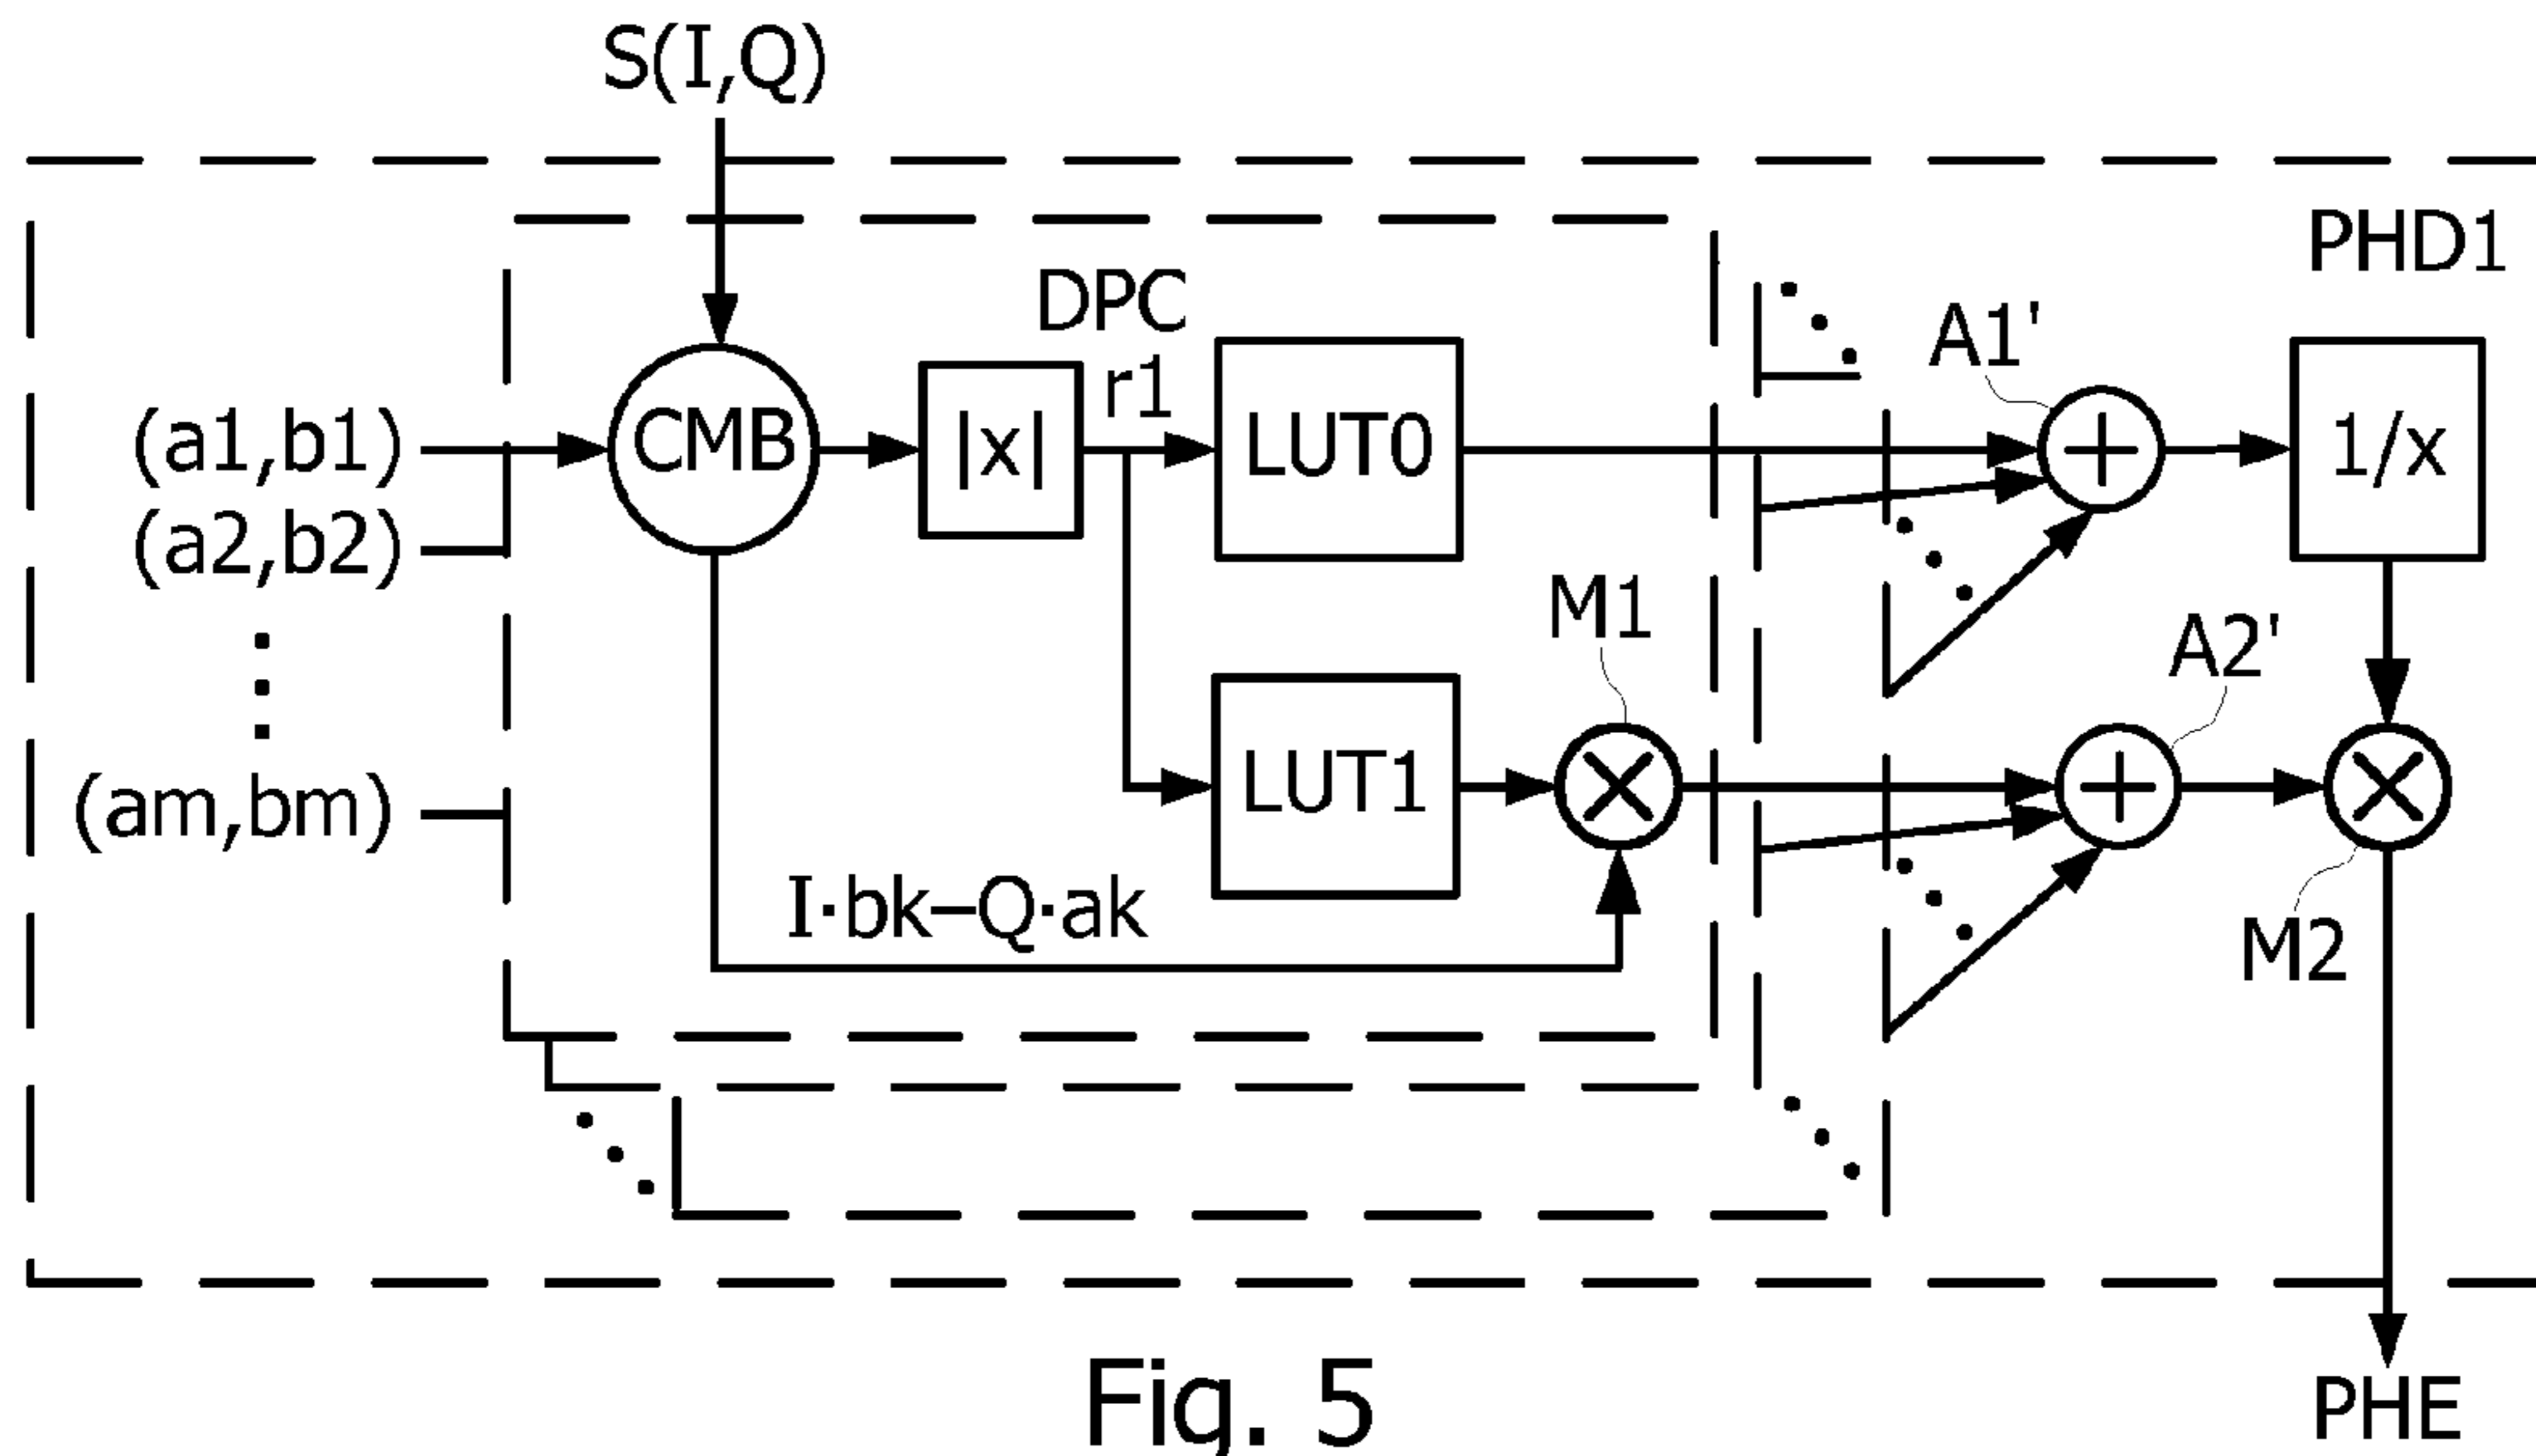 S(I,Q)
PHD1
DPC
A1'
r1
(a1,b1)
CMB
|x|
LUT0
+
1/x
(a2,b2)
M1
A2'
(am,bm)
LUT1
×
+
×
I·bk–Q·ak
M2
PHE
Fig. 5